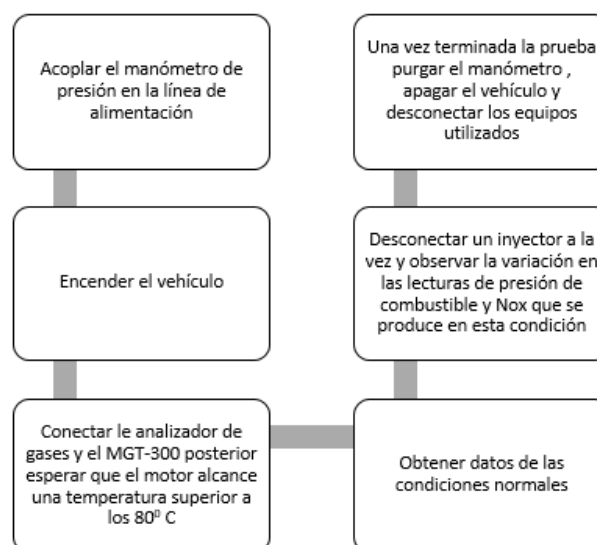 Acoplar el manómetro de
presión en la línea de
alimentación
Encender el vehículo
Conectar le analizador de
gases y el MGT-300 posterior
esperar que el motor alcance
una temperatura superior a
los 80⁰ C
Obtener datos de las
condiciones normales
Desconectar un inyector a la
vez y observar la variación en
las lecturas de presión de
combustible y Nox que se
produce en esta condición
Una vez terminada la prueba
purgar el manómetro ,
apagar el vehículo y
desconectar los equipos
utilizados